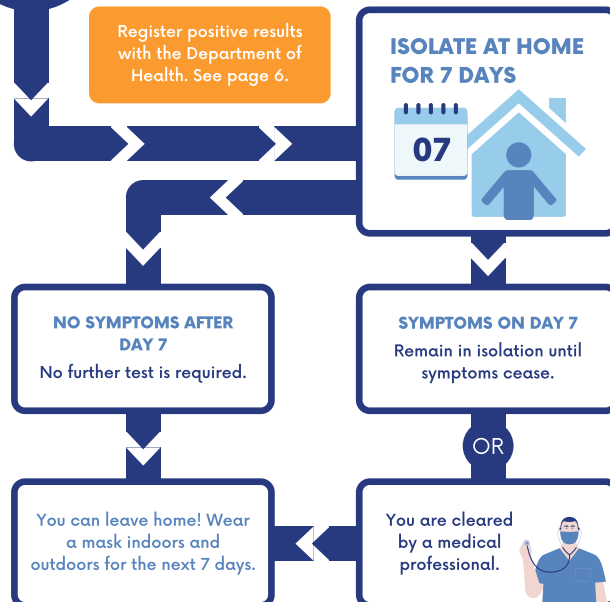 Register positive results
with the Department of
Health. See page 6.
ISOLATE AT HOME
FOR 7 DAYS
07
NO SYMPTOMS AFTER
DAY 7
No further test is required.
SYMPTOMS ON DAY 7
Remain in isolation until
symptoms cease.
OR
You can leave home! Wear
a mask indoors and
outdoors for the next 7 days.
You are cleared
by a medical
professional.